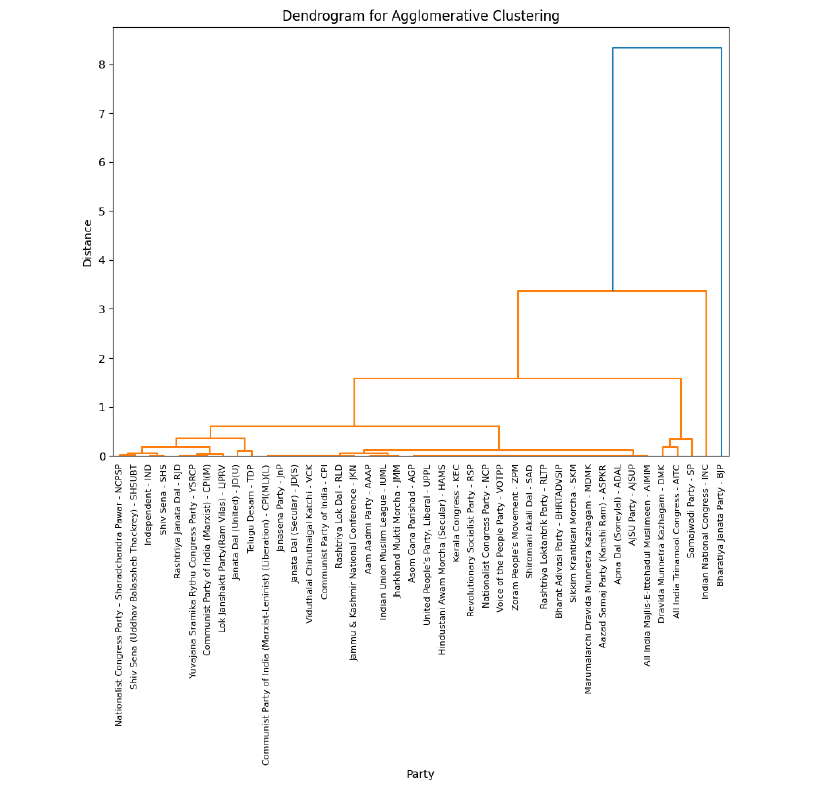 Dendrogram for Agglomerative Clustering
Distance
8
7
6
5
4
3
2
1
0
Nationalist Congress Party – Sharadchandra Pawar - NCPSP
Shiv Sena (Uddhav Balasaheb Thackrey) - SHSUBT
Independent - IND
Shiv Sena - SHS
Rashtriya Janata Dal - RJD
Yuvajana Sramika Rythu Congress Party - YSRCP
Communist Party of India (Marxist) - CPI(M)
Lok Janshakti Party(Ram Vilas) - LJPRV
Janata Dal (United) - JD(U)
Telugu Desam - TDP
Communist Party of India (Marxist-Leninist) (Liberation) - CPI(ML)(L)
Janasena Party - JnP
Janata Dal (Secular) - JD(S)
Viduthalai Chiruthaigal Katchi - VCK
Communist Party of India - CPI
Rashtriya Lok Dal - RLD
Jammu & Kashmir National Conference - JKN
Aam Aadmi Party - AAAP
Indian Union Muslim League - IUML
Jharkhand Mukti Morcha - JMM
Asom Gana Parishad - AGP
United People's Party, Liberal - UPPL
Hindustani Awam Morcha (Secular) - HAMS
Kerala Congress - KEC
Revolutionary Socialist Party - RSP
Nationalist Congress Party - NCP
Voice of the People Party - VOTPP
Zoram People's Movement - ZPM
Shiromani Akali Dal - SAD
Rashtriya Loktantrik Party - RLTP
Bharat Adivasi Party - BHRTADVSIP
Sikkim Krantikari Morcha - SKM
Marumalarchi Dravida Munnetra Kazhagam - MDMK
Aazad Samaj Party (Kanshi Ram) - ASPKR
Apna Dal (Soneylal) - ADAL
AJSU Party - AJSUP
All India Majlis-E-Ittehadul Muslimeen - AIMIM
Dravida Munnetra Kazhagam - DMK
All India Trinamool Congress - AITC
Samajwadi Party - SP
Indian National Congress - INC
Bharatiya Janata Party - BJP
Party